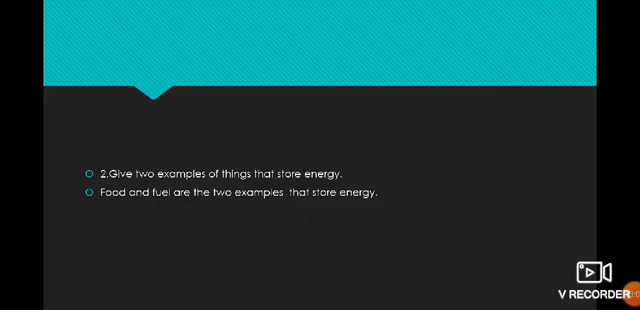 2.Give two examples of things that store energy.
Food and fuel are the two examples that store energy.
V RECORDER